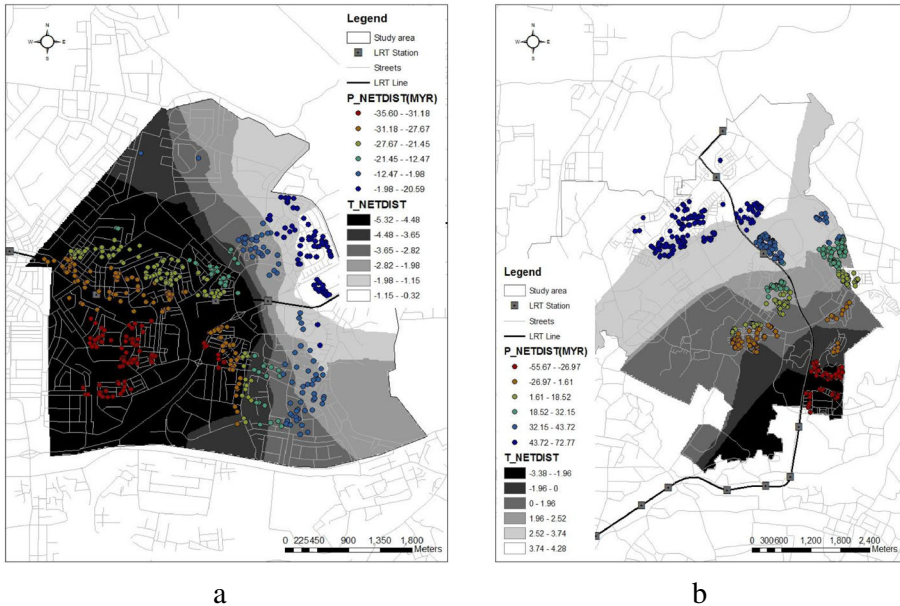 N
W E
S
Legend
Study area
LRT Station
Streets
LRT Line
P_NETDIST(MYR)
-35.60 - -31.18
-31.18 - -27.67
-27.67 - -21.45
-21.45 - -12.47
-12.47 - -1.98
-1.98 - -20.59
T_NETDIST
-5.32 - -4.48
-4.48 - -3.65
-3.65 - -2.82
-2.82 - -1.98
-1.98 - -1.15
-1.15 - -0.32
0 225450 900 1,350 1,800
Meters
a
N
W E
S
Legend
Study area
LRT Station
Streets
LRT Line
P_NETDIST(MYR)
-55.67 - -26.97
-26.97 - 1.61
1.61 - 18.52
18.52 - 32.15
32.15 - 43.72
43.72 - 72.77
T_NETDIST
-3.38 - -1.96
-1.96 - 0
0 - 1.96
1.96 - 2.52
2.52 - 3.74
3.74 - 4.28
0 300600 1,200 1,800 2,400
Meters
b